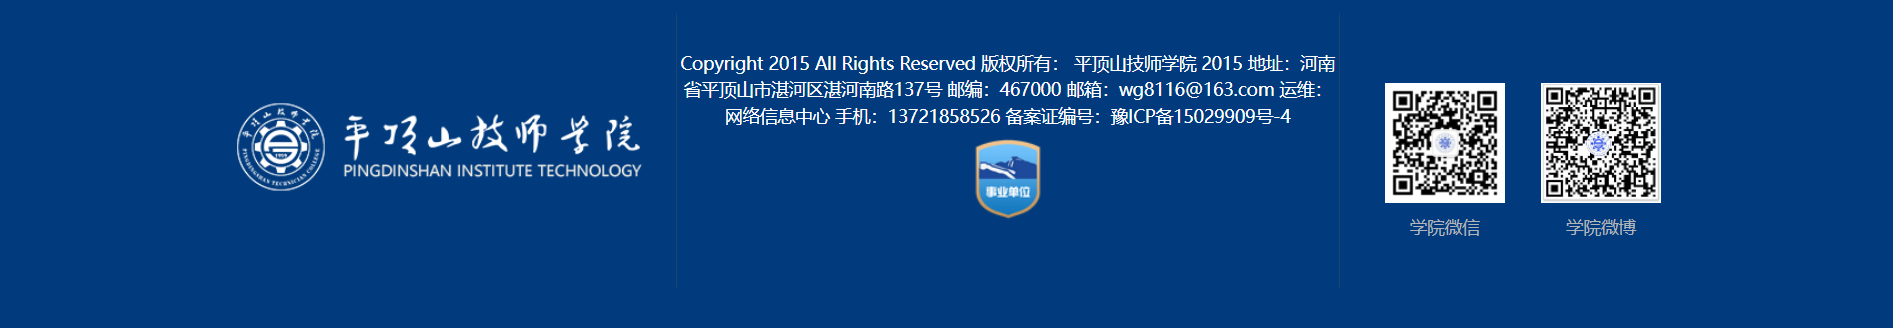 平顶山技师学院
PINGDINSHAN INSTITUTE TECHNOLOGY
Copyright 2015 All Rights Reserved 版权所有： 平顶山技师学院 2015 地址：河南
省平顶山市湛河区湛河南路137号 邮编：467000 邮箱：wg8116@163.com 运维：
网络信息中心 手机：13721858526 备案证编号：豫ICP备15029909号-4
事业单位
学院微信
学院微博